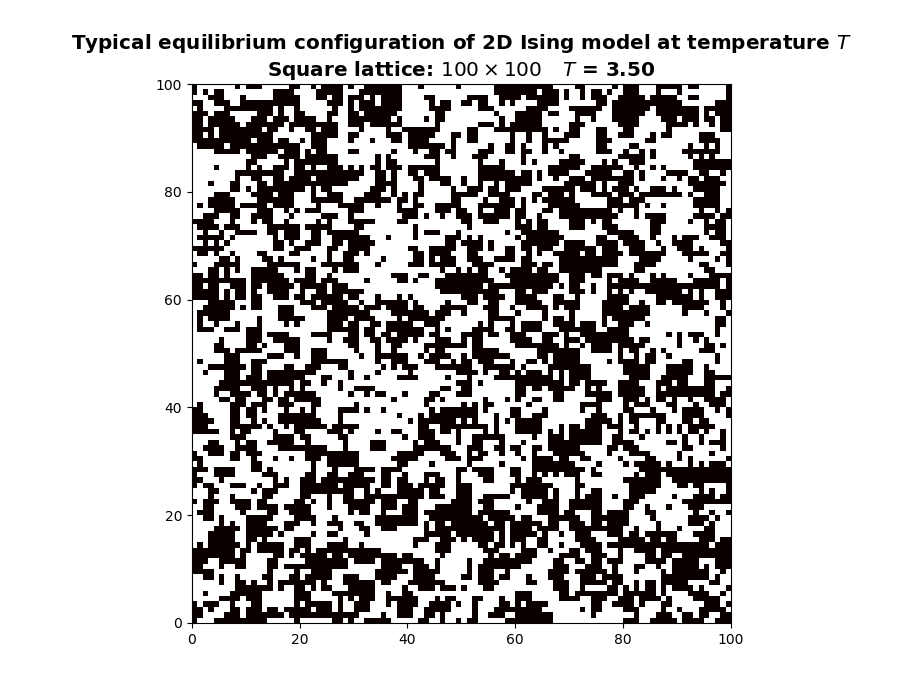 Typical equilibrium configuration of 2D Ising model at temperature T
Square lattice: 100 × 100 T = 3.50
100
80
60
40
20
0
0 20 40 60 80 100